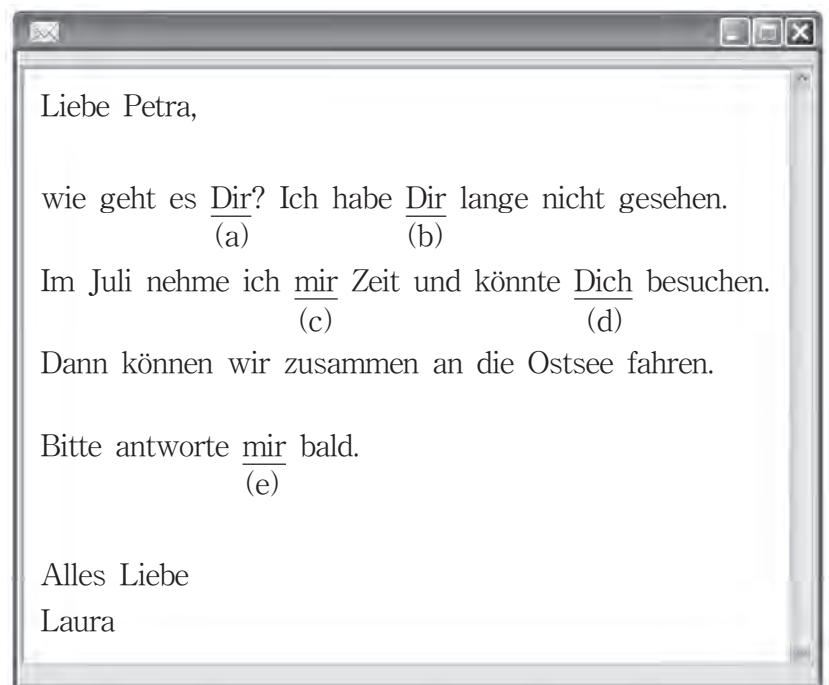 Liebe Petra,
wie geht es Dir? Ich habe Dir lange nicht gesehen.
(a) (b)
Im Juli nehme ich mir Zeit und könnte Dich besuchen.
(c) (d)
Dann können wir zusammen an die Ostsee fahren.
Bitte antworte mir bald.
(e)
Alles Liebe
Laura